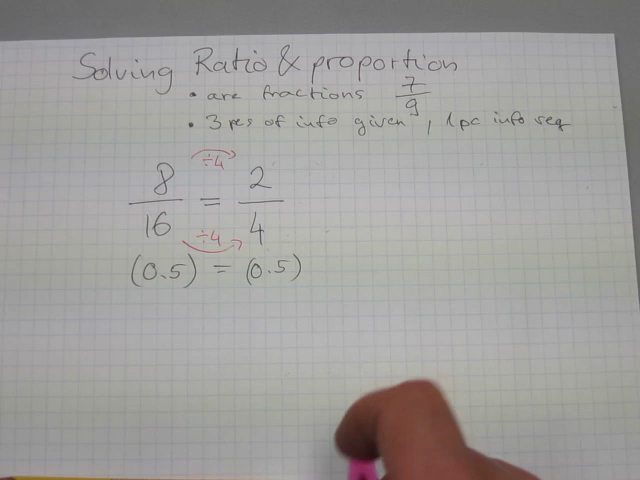 Solving Ratio & proportion
• are fractions 7/9
• 3 pcs of info given, 1 pc info req
÷4
8/16 = 2/4
÷4
(0.5) = (0.5)